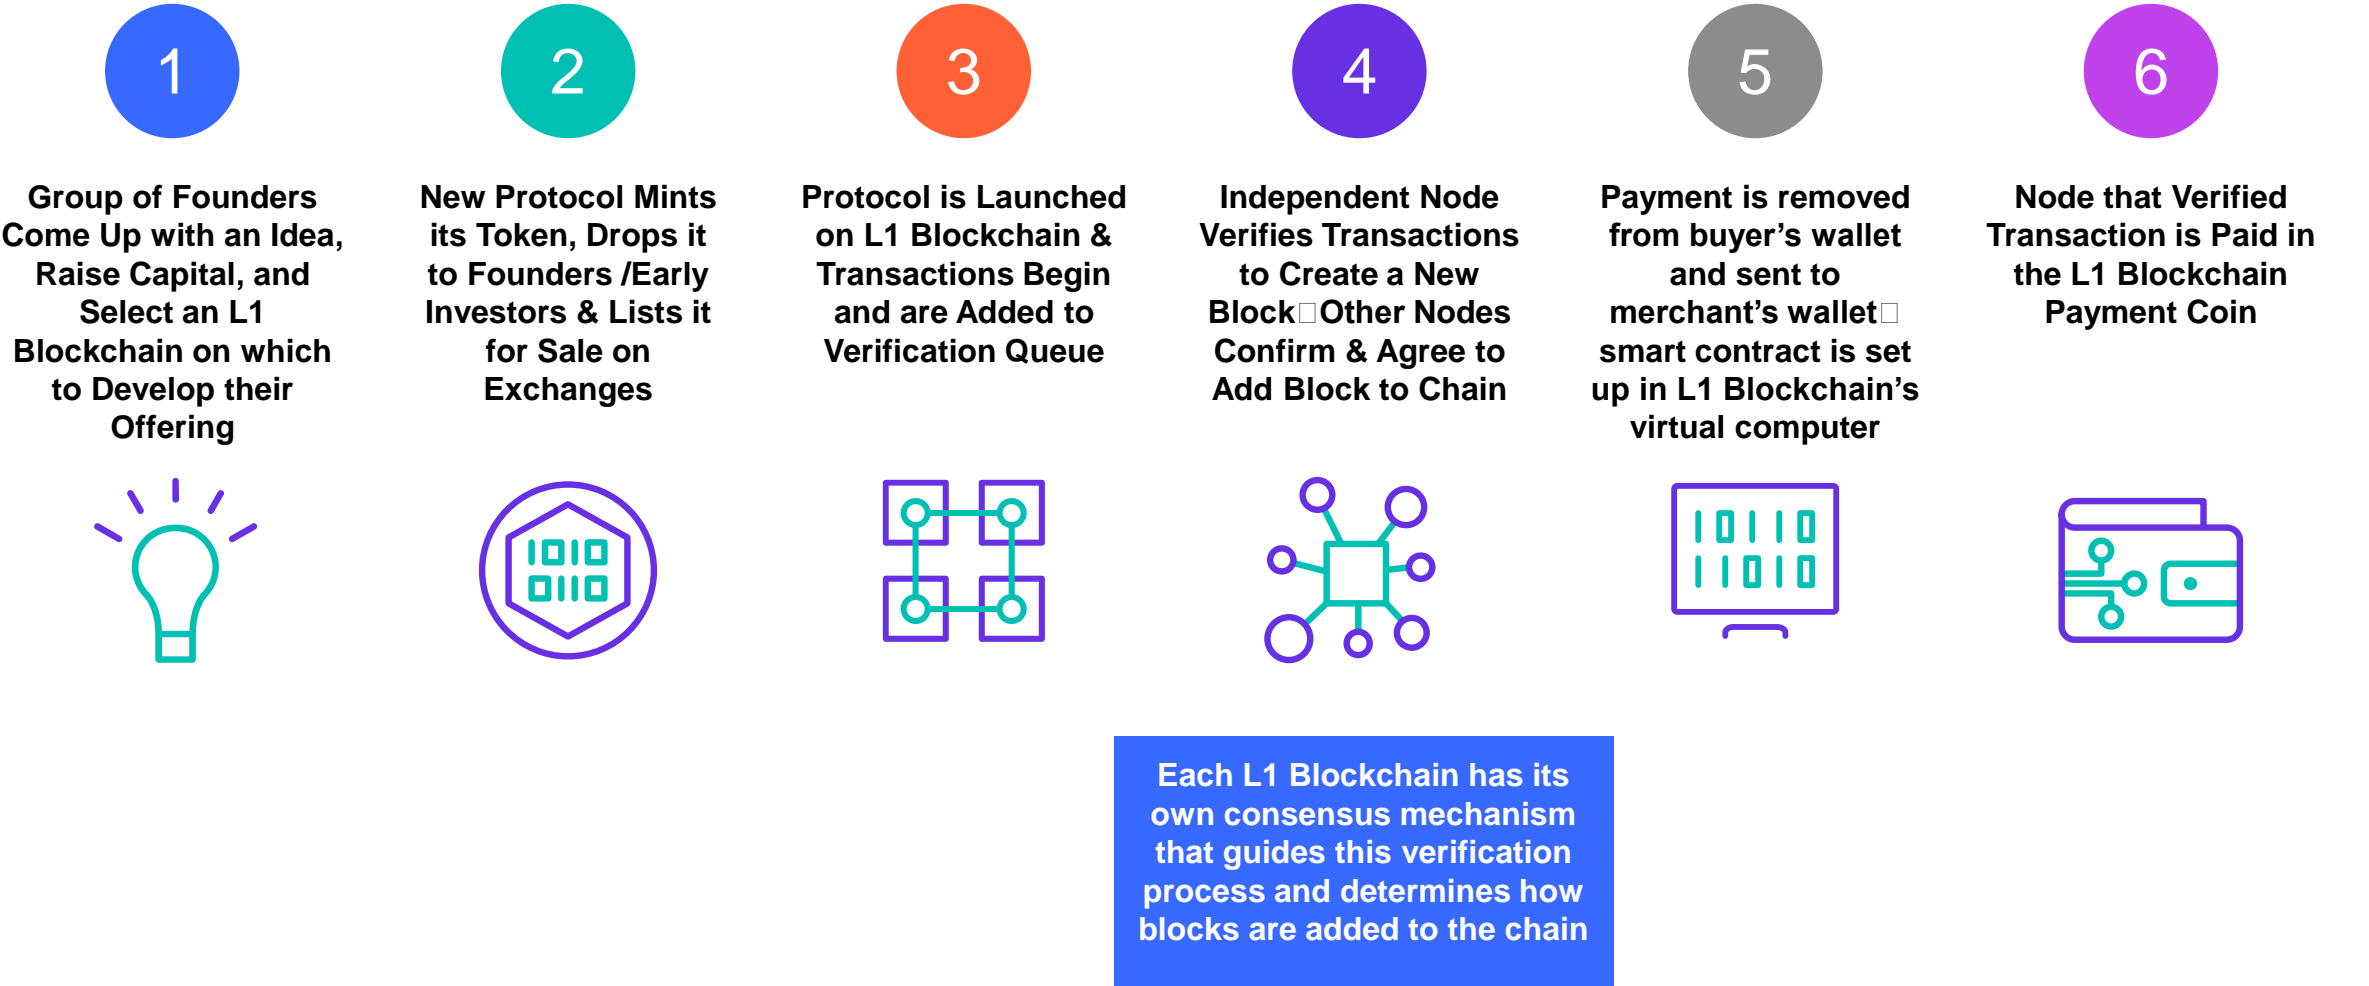 1
Group of Founders
Come Up with an Idea,
Raise Capital, and
Select an L1
Blockchain on which
to Develop their
Offering
2
New Protocol Mints
its Token, Drops it
to Founders /Early
Investors & Lists it
for Sale on
Exchanges
1010
0110
3
Protocol is Launched
on L1 Blockchain &
Transactions Begin
and are Added to
Verification Queue
4
Independent Node
Verifies Transactions
to Create a New
Block□Other Nodes
Confirm & Agree to
Add Block to Chain
5
Payment is removed
from buyer’s wallet
and sent to
merchant’s wallet□
smart contract is set
up in L1 Blockchain’s
virtual computer
10110
11010
6
Node that Verified
Transaction is Paid in
the L1 Blockchain
Payment Coin
Each L1 Blockchain has its
own consensus mechanism
that guides this verification
process and determines how
blocks are added to the chain